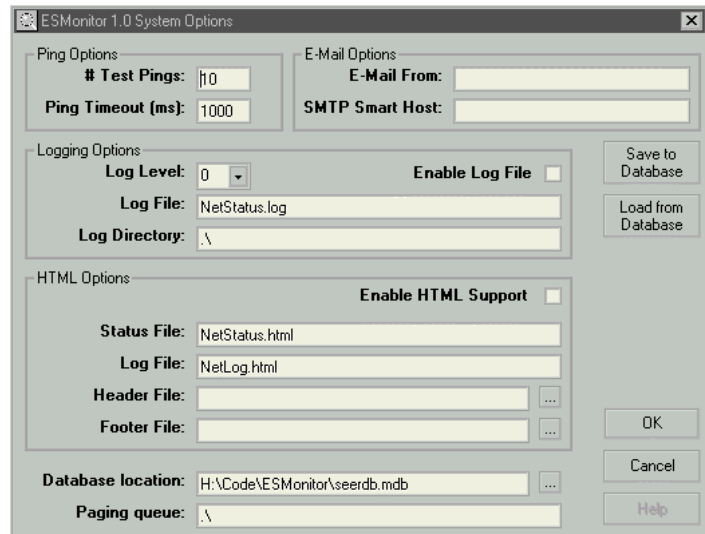 ESMonitor 1.0 System Options
Ping Options
# Test Pings: 10
Ping Timeout (ms): 1000
E-Mail Options
E-Mail From:
SMTP Smart Host:
Logging Options
Log Level: 0
Enable Log File
Log File: NetStatus.log
Log Directory: .\
Save to
Database
Load from
Database
HTML Options
Enable HTML Support
Status File: NetStatus.html
Log File: NetLog.html
Header File: ...
Footer File: ...
Database location: H:\Code\ESMonitor\seerdb.mdb ...
Paging queue: .\
OK
Cancel
Help